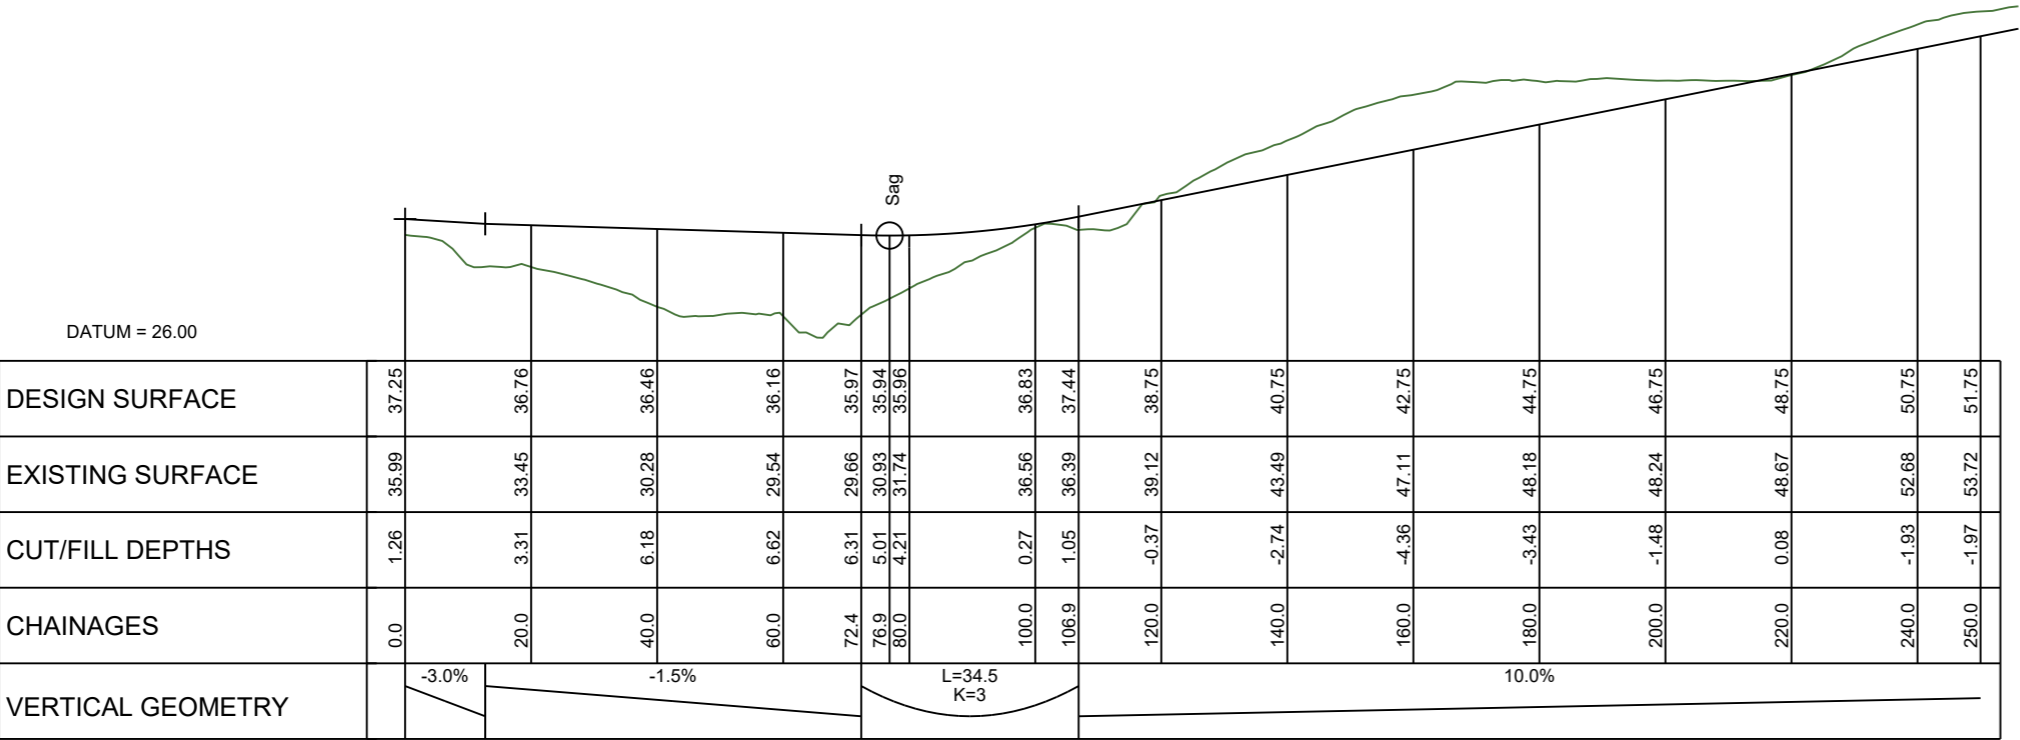 Sag
DATUM = 26.00
DESIGN SURFACE 37.25 36.76 36.46 36.16 35.97 35.94 35.96 36.83 37.44 38.75 40.75 42.75 44.75 46.75 48.75 50.75 51.75
EXISTING SURFACE 35.99 33.45 30.28 29.54 29.66 30.93 31.74 36.56 36.39 39.12 43.49 47.11 48.18 48.24 48.67 52.68 53.72
CUT/FILL DEPTHS 1.26 3.31 6.18 6.62 6.31 5.01 4.21 0.27 1.05 -0.37 -2.74 -4.36 -3.43 -1.48 0.08 -1.93 -1.97
CHAINAGES 0.0 20.0 40.0 60.0 72.4 76.9 80.0 100.0 106.9 120.0 140.0 160.0 180.0 200.0 220.0 240.0 250.0
-3.0% -1.5% L=34.5 10.0%
K=3
VERTICAL GEOMETRY